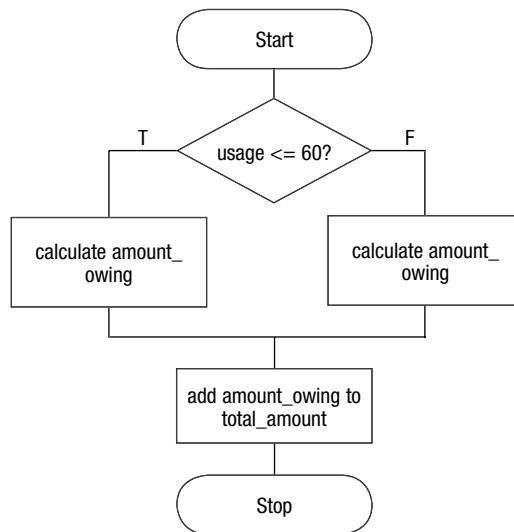 Start
T
usage <= 60?
F
calculate amount_
owing
calculate amount_
owing
add amount_owing to
total_amount
Stop